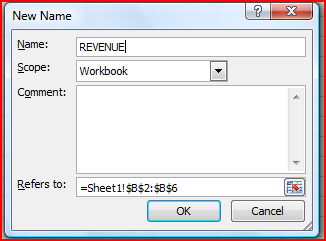 New Name
Name: REVENUE
Scope: Workbook
Comment:
Refers to: =Sheet1!$B$2:$B$6
OK Cancel